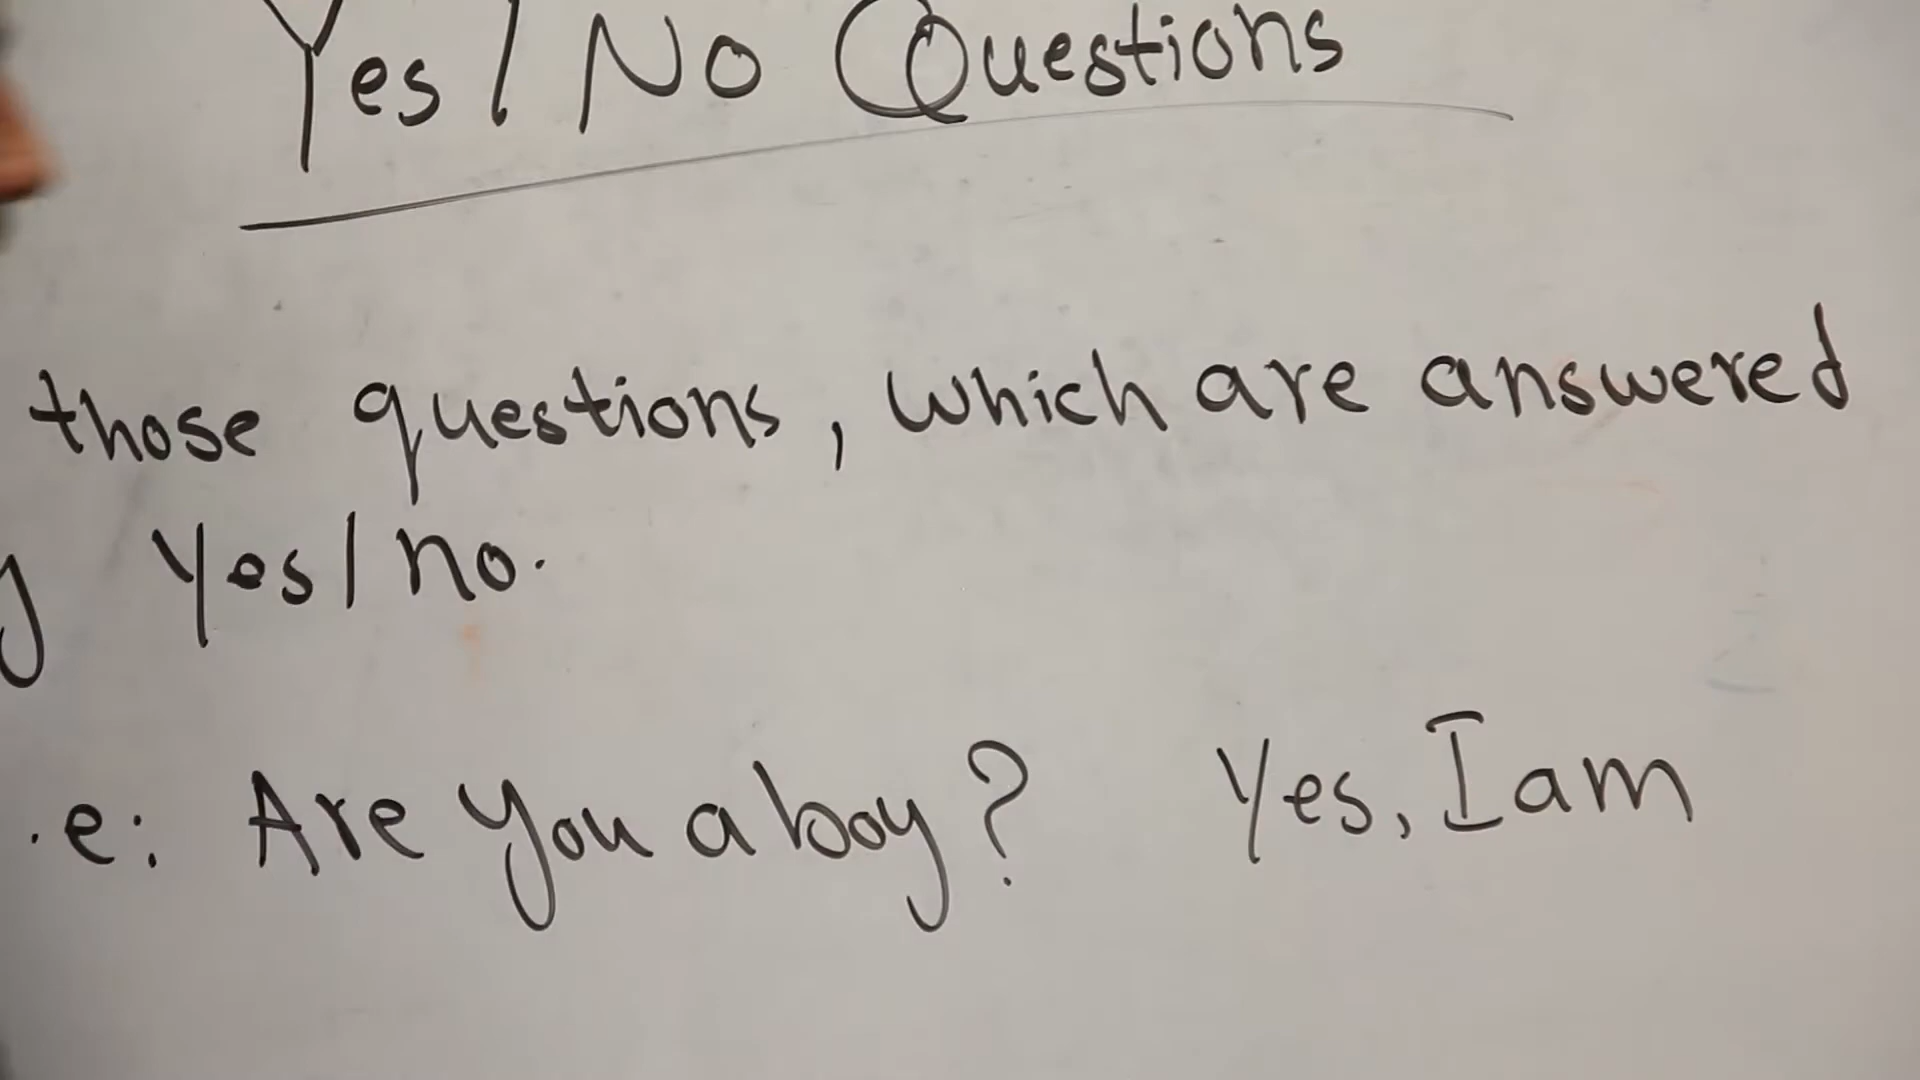 Yes / No Questions
those questions, which are answered
Yes / no.
.e: Are you a boy? Yes, I am